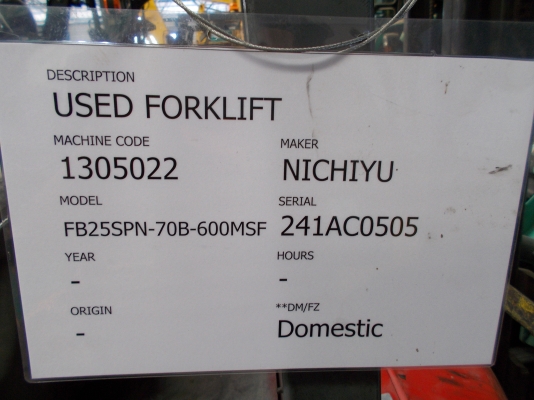 DESCRIPTION
USED FORKLIFT
MACHINE CODE MAKER
1305022 NICHIYU
MODEL SERIAL
FB25SPN-70B-600MSF 241AC0505
YEAR HOURS
- -
ORIGIN **DM/FZ
- Domestic